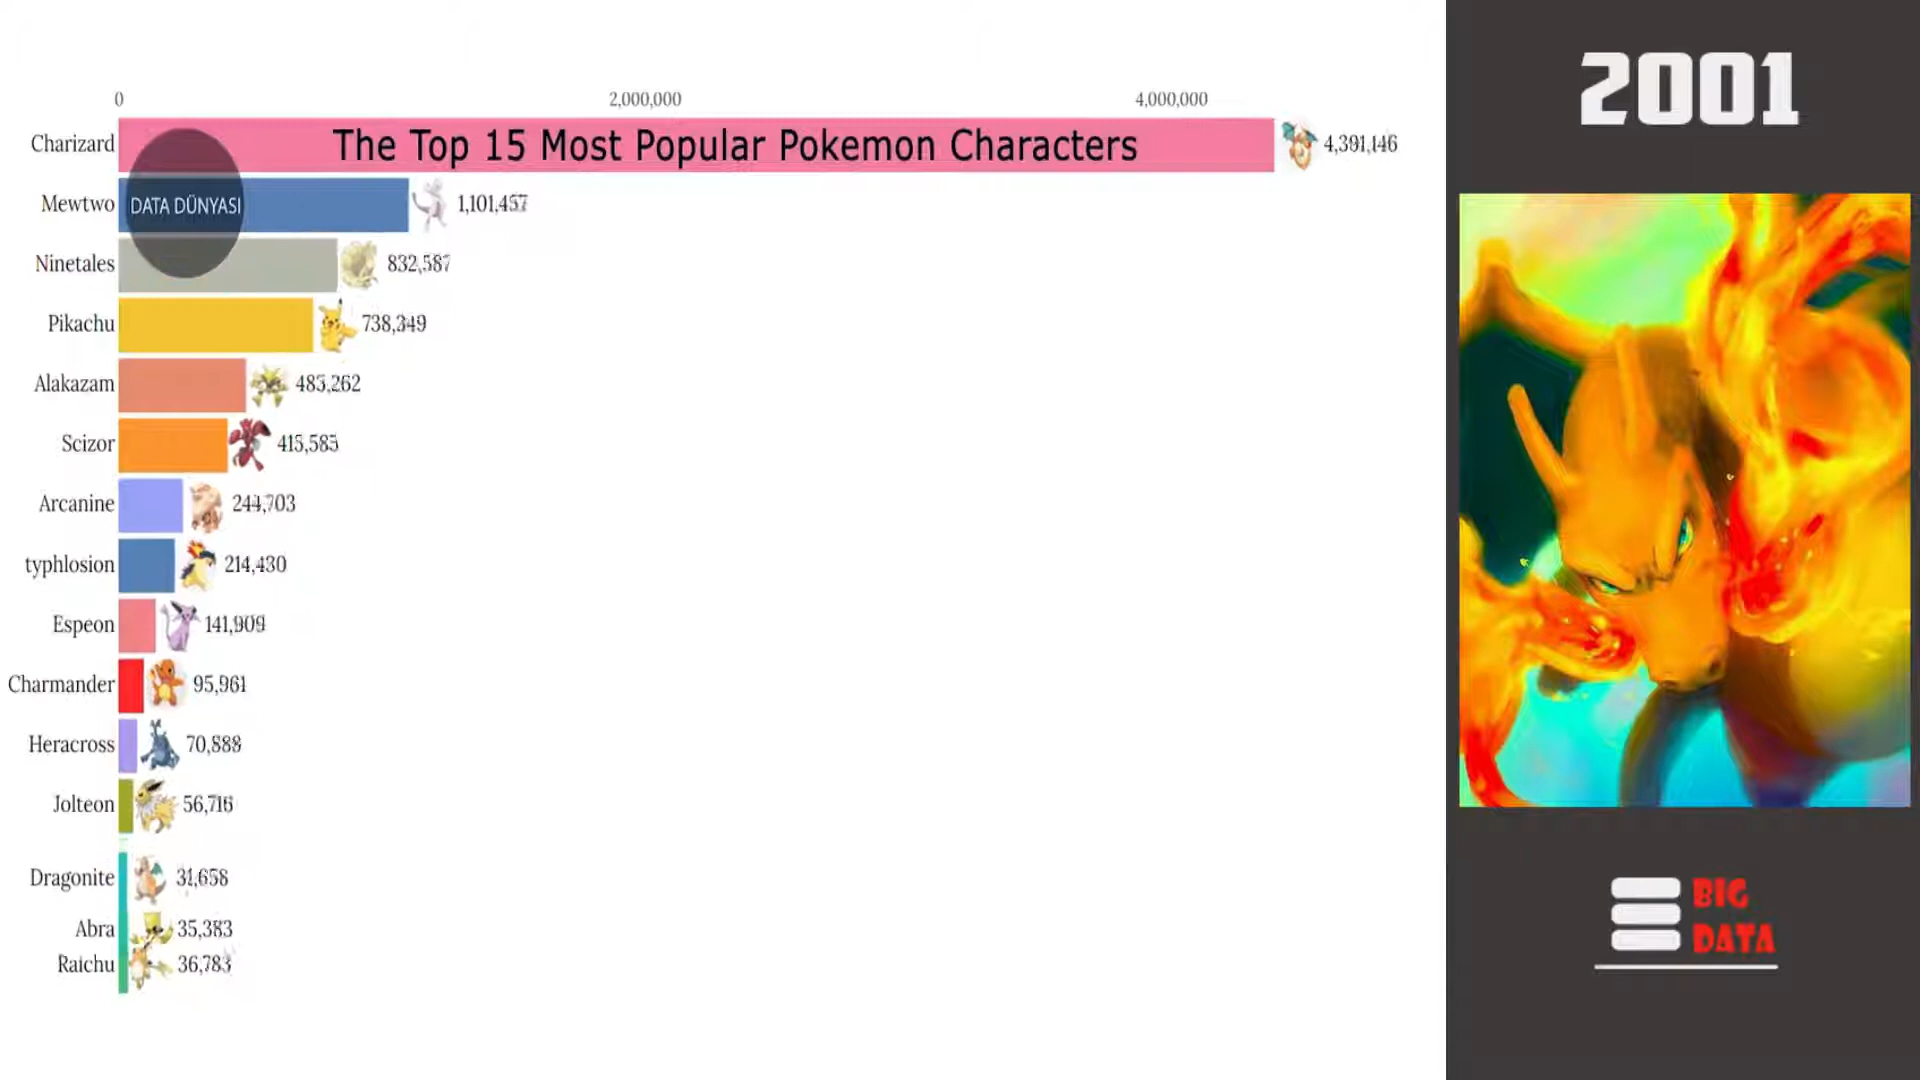 2001
0 2,000,000 4,000,000
Charizard The Top 15 Most Popular Pokemon Characters 4,391,146
Mewtwo DATA DÜNYASI 1,101,457
Ninetales 832,587
Pikachu 738,349
Alakazam 485,262
Scizor 415,585
Arcanine 244,703
typhlosion 214,430
Espeon 141,909
Charmander 95,961
Heracross 70,888
Jolteon 56,716
Dragonite 31,658
Abra 35,383
Raichu 36,783
BIG
DATA